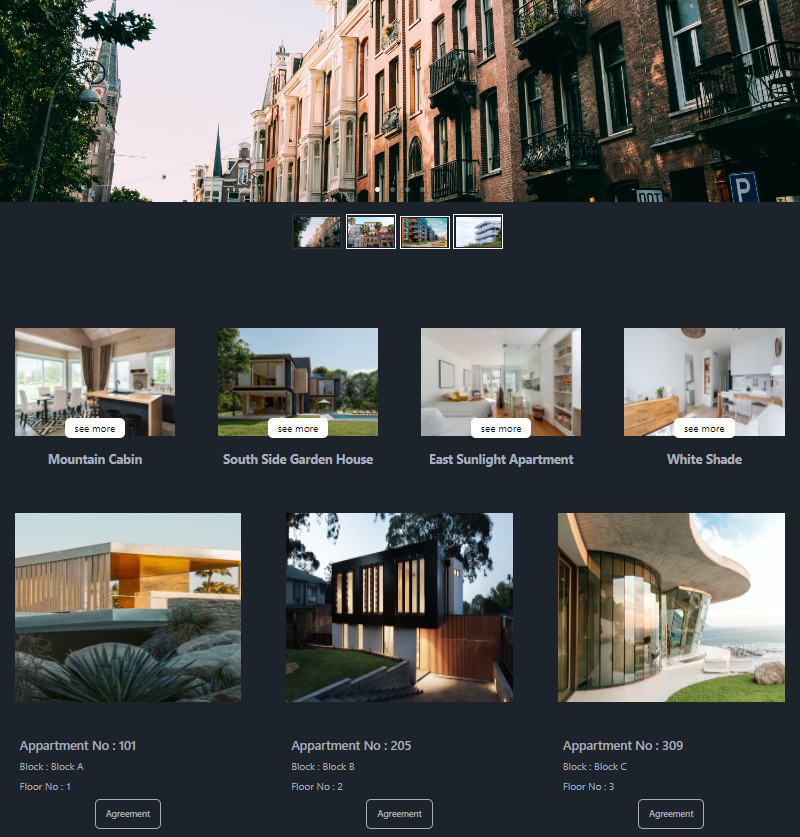 P
see more
see more
see more
see more
Mountain Cabin
South Side Garden House
East Sunlight Apartment
White Shade
Appartment No : 101
Appartment No : 205
Appartment No : 309
Block : Block A
Block : Block B
Block : Block C
Floor No : 1
Floor No : 2
Floor No : 3
Agreement
Agreement
Agreement